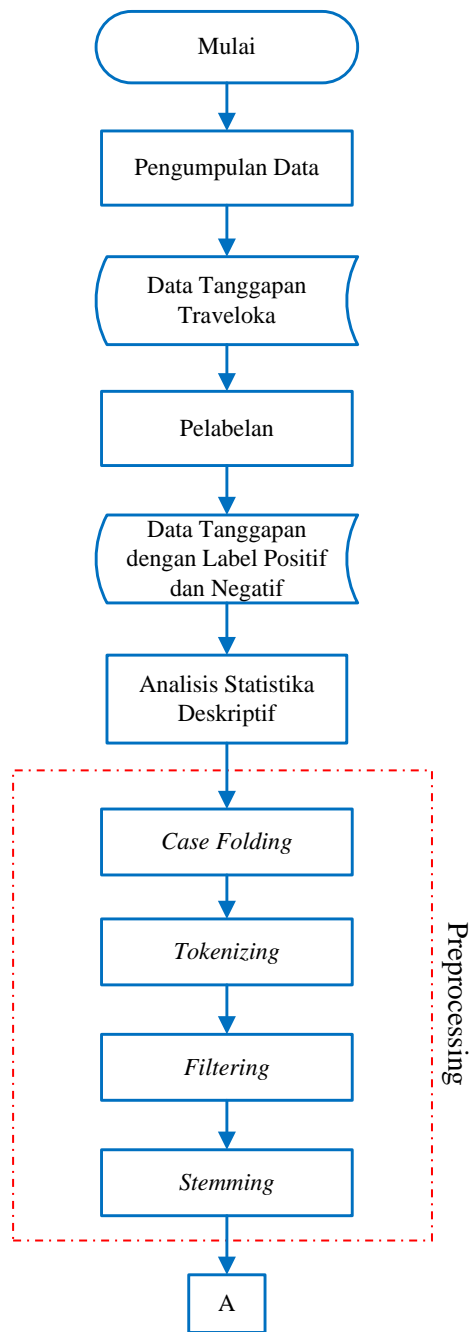 Mulai
Pengumpulan Data
Data Tanggapan
Traveloka
Pelabelan
Data Tanggapan
dengan Label Positif
dan Negatif
Analisis Statistika
Deskriptif
Case Folding
Tokenizing
Filtering
Stemming
Preprocessing
A